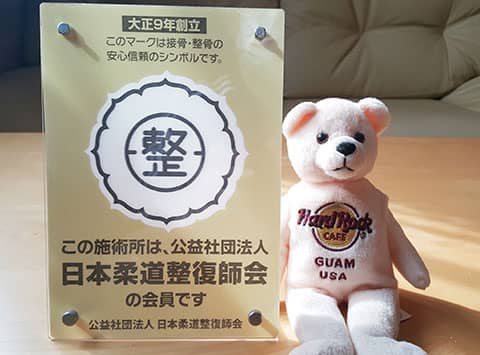 大正9年創立
このマークは接骨・整骨の
安心信頼のシンボルです。
整
この施術所は、公益社団法人
日本柔道整復師会
の会員です
公益社団法人 日本柔道整復師会
Hard Rock
CAFE
GUAM
USA